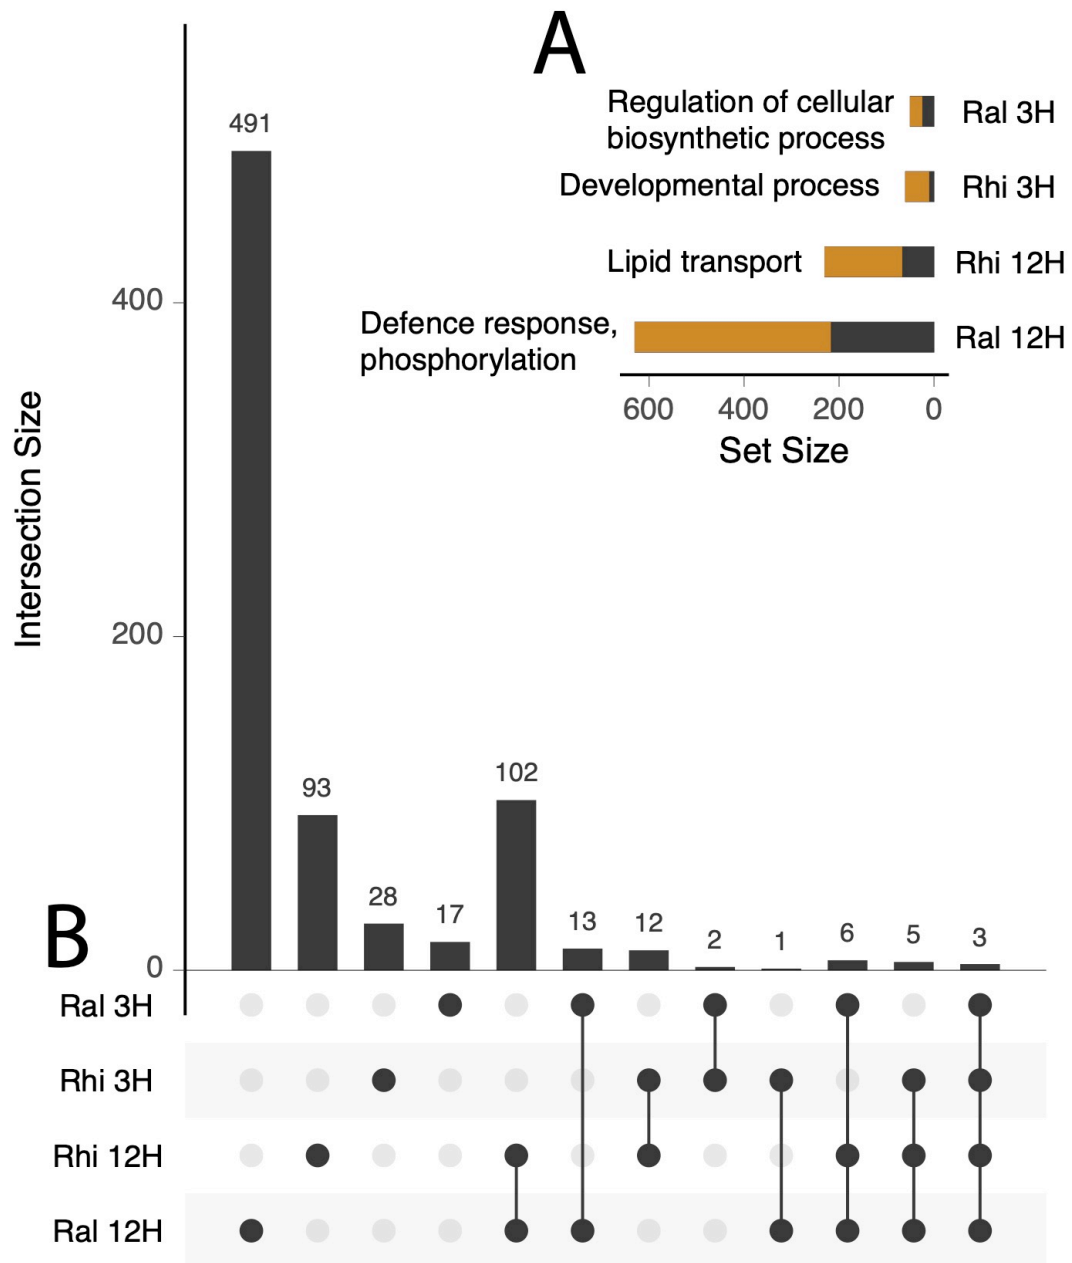 A
Regulation of cellular
biosynthetic process
Ral 3H
Developmental process
Rhi 3H
Lipid transport
Rhi 12H
Defence response,
phosphorylation
Ral 12H
600 400 200 0
Set Size
Intersection Size
400
200
0
491
93
28
17
102
13
12
2
1
6
5
3
B
Ral 3H
Rhi 3H
Rhi 12H
Ral 12H